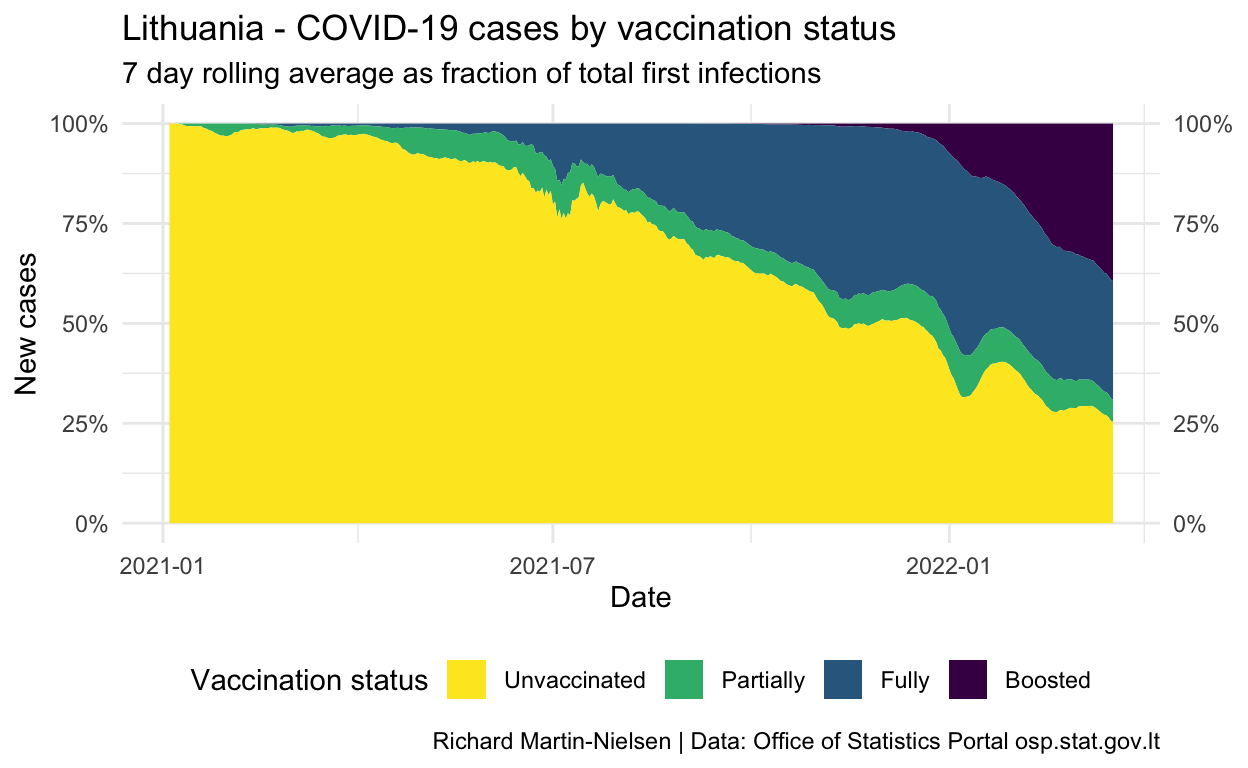 Lithuania - COVID-19 cases by vaccination status
7 day rolling average as fraction of total first infections
New cases
100%
75%
50%
25%
0%
100%
75%
50%
25%
0%
2021-01 2021-07 2022-01
Date
Vaccination status Unvaccinated Partially Fully Boosted
Richard Martin-Nielsen | Data: Office of Statistics Portal osp.stat.gov.lt